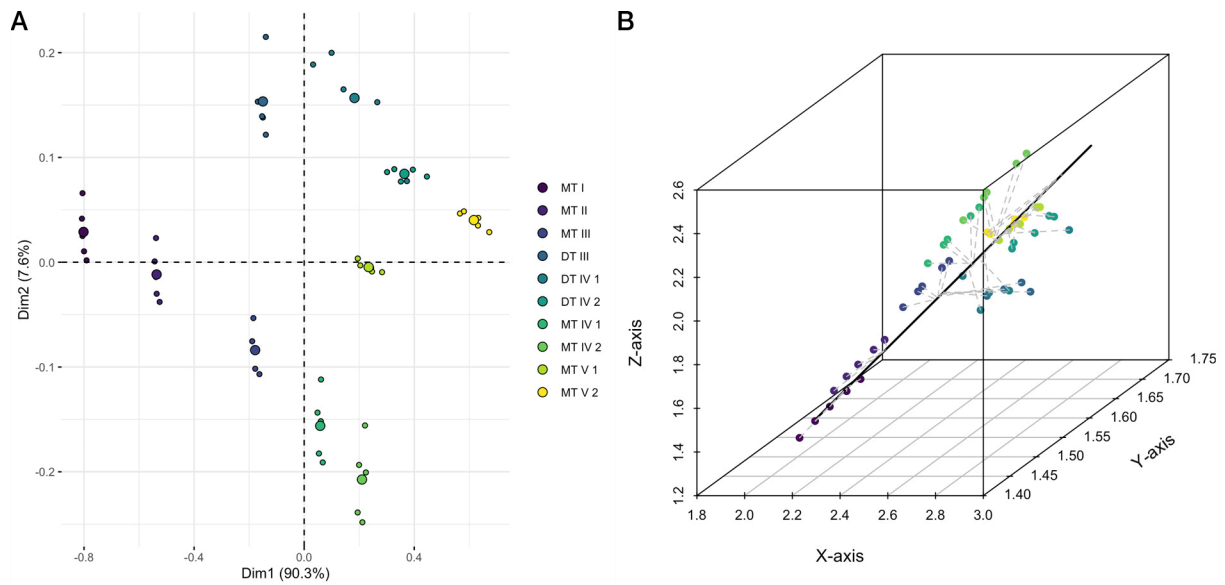 A
B
0.2
0.1
0.0
-0.1
-0.2
Dim2 (7.6%)
-0.8
-0.4
0.0
0.4
Dim1 (90.3%)
MT I
MT II
MT III
DT III
DT IV 1
DT IV 2
MT IV 1
MT IV 2
MT V 1
MT V 2
2.6
2.4
2.2
2.0
1.8
1.6
1.4
1.2
Z-axis
1.8
2.0
2.2
2.4
2.6
2.8
3.0
X-axis
1.75
1.70
1.65
1.60
1.55
1.50
1.45
1.40
Y-axis